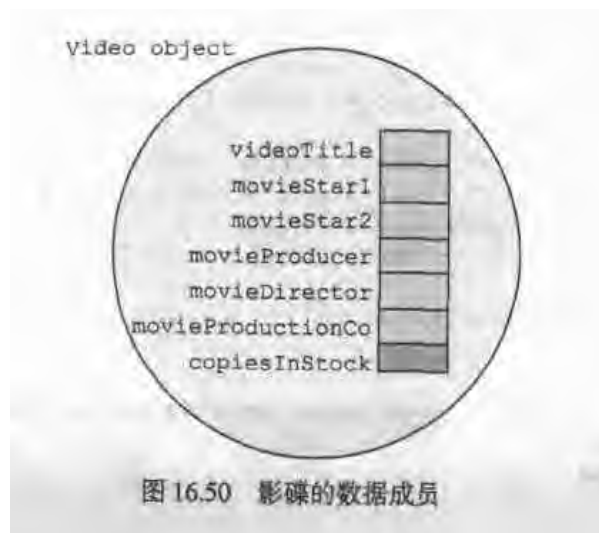 Video object
videoTitle
movieStar1
movieStar2
movieProducer
movieDirector
movieProductionCo
copiesInStock
图 16.50 影碟的数据成员